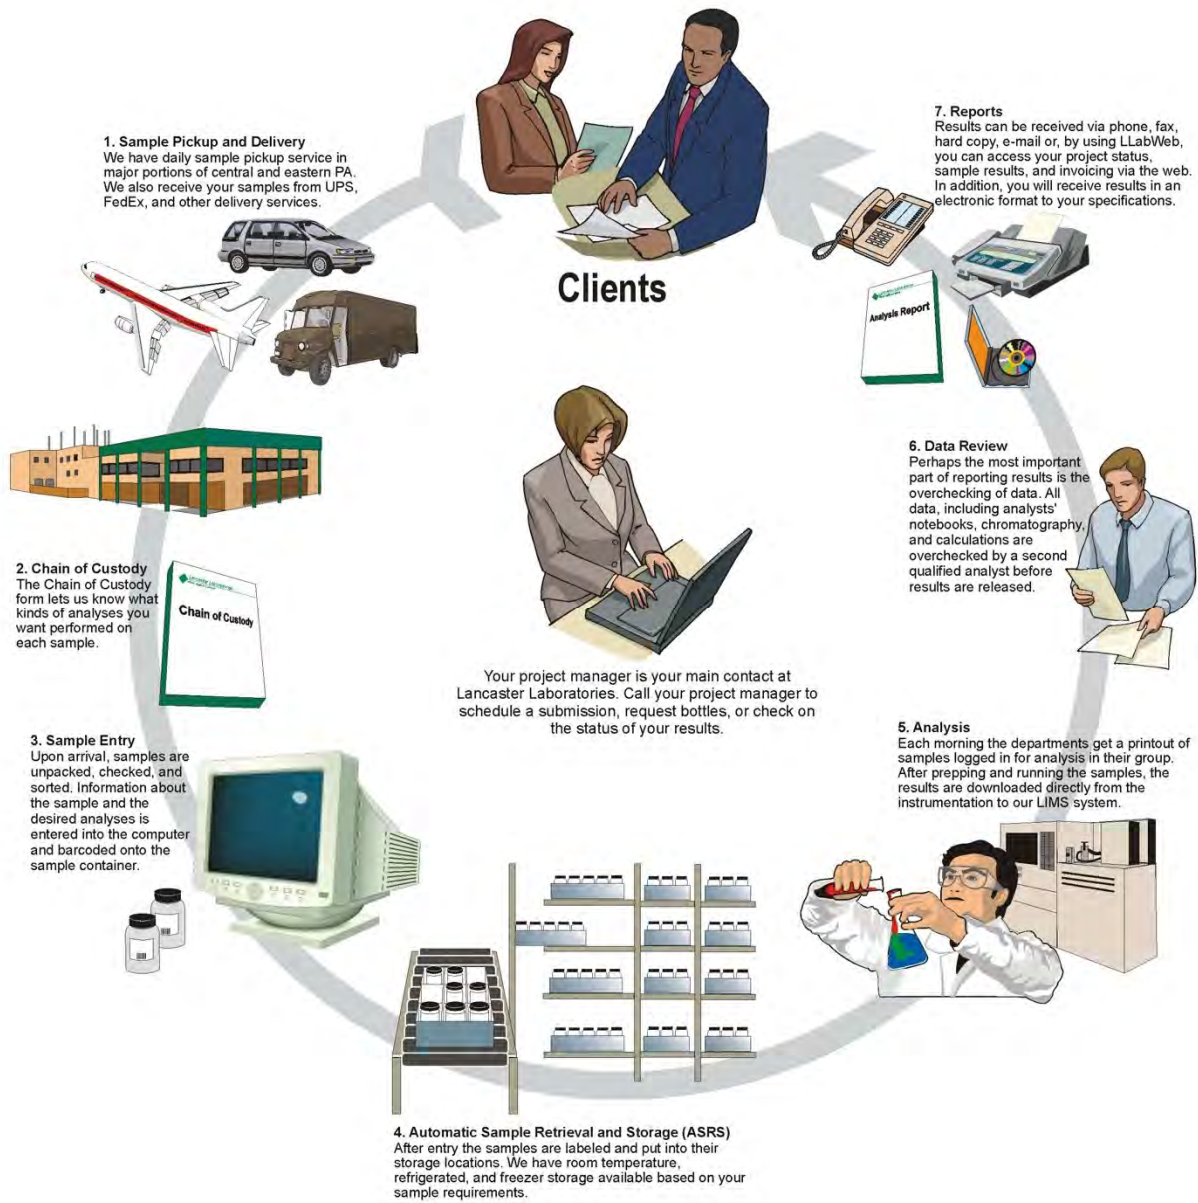 1. Sample Pickup and Delivery
We have daily sample pickup service in
major portions of central and eastern PA.
We also receive your samples from UPS,
FedEx, and other delivery services.
Clients
7. Reports
Results can be received via phone, fax,
hard copy, e-mail or, by using LLabWeb,
you can access your project status,
sample results, and invoicing via the web.
In addition, you will receive results in an
electronic format to your specifications.
Analysis Report
6. Data Review
Perhaps the most important
part of reporting results is the
overchecking of data. All
data, including analysts'
notebooks, chromatography,
and calculations are
overchecked by a second
qualified analyst before
results are released.
2. Chain of Custody
The Chain of Custody
form lets us know what
kinds of analyses you
want performed on
each sample.
Lancaster Laboratories
Chain of Custody
Your project manager is your main contact at
Lancaster Laboratories. Call your project manager to
schedule a submission, request bottles, or check on
the status of your results.
3. Sample Entry
Upon arrival, samples are
unpacked, checked, and
sorted. Information about
the sample and the
desired analyses is
entered into the computer
and barcoded onto the
sample container.
5. Analysis
Each morning the departments get a printout of
samples logged in for analysis in their group.
After prepping and running the samples, the
results are downloaded directly from the
instrumentation to our LIMS system.
4. Automatic Sample Retrieval and Storage (ASRS)
After entry the samples are labeled and put into their
storage locations. We have room temperature,
refrigerated, and freezer storage available based on your
sample requirements.